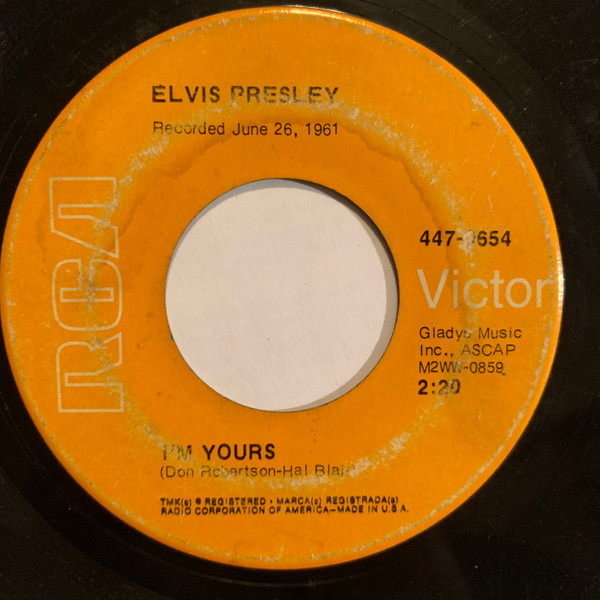 ELVIS PRESLEY
Recorded June 26, 1961
RCA
447-0654
Victor
Gladys Music
Inc., ASCAP
M2WW-0859
2:20
I'M YOURS
(Don Robertson-Hal Blair)
TMK(s) ® REGISTERED • MARCA(s) REGISTRADA(s)
RADIO CORPORATION OF AMERICA—MADE IN U.S.A.